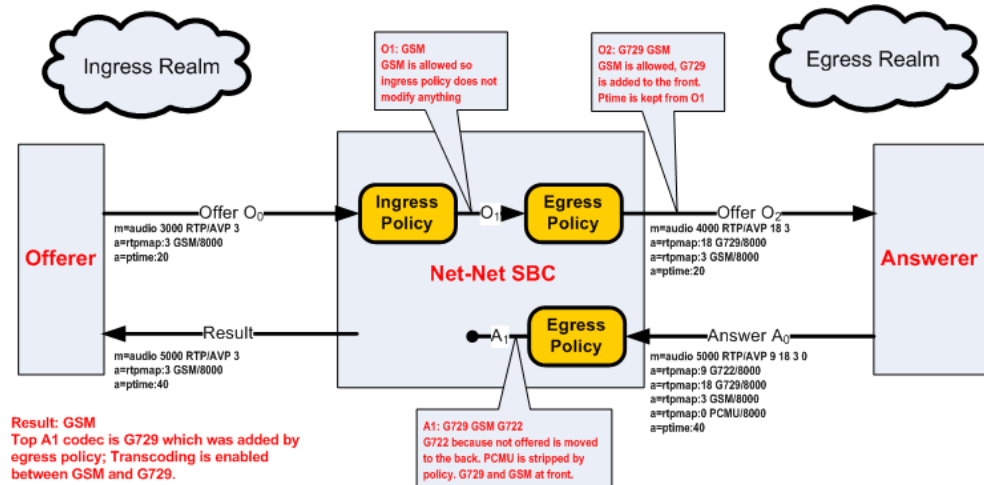 Ingress Realm
Egress Realm
O1: GSM
GSM is allowed so
ingress policy does not
modify anything
O2: G729 GSM
GSM is allowed, G729
is added to the front.
Ptime is kept from O1
Offerer
Offer O0
m=audio 3000 RTP/AVP 3
a=rtpmap:3 GSM/8000
a=ptime:20
Ingress
Policy
O1
Egress
Policy
Net-Net SBC
Offer O2
m=audio 4000 RTP/AVP 18 3
a=rtpmap:18 G729/8000
a=rtpmap:3 GSM/8000
a=ptime:20
Answerer
Result
m=audio 5000 RTP/AVP 3
a=rtpmap:3 GSM/8000
a=ptime:40
A1
Egress
Policy
Answer A0
m=audio 5000 RTP/AVP 9 18 3 0
a=rtpmap:9 G722/8000
a=rtpmap:18 G729/8000
a=rtpmap:3 GSM/8000
a=rtpmap:0 PCMU/8000
a=ptime:40
Result: GSM
Top A1 codec is G729 which was added by
egress policy; Transcoding is enabled
between GSM and G729.
A1: G729 GSM G722
G722 because not offered is moved
to the back. PCMU is stripped by
policy. G729 and GSM at front.